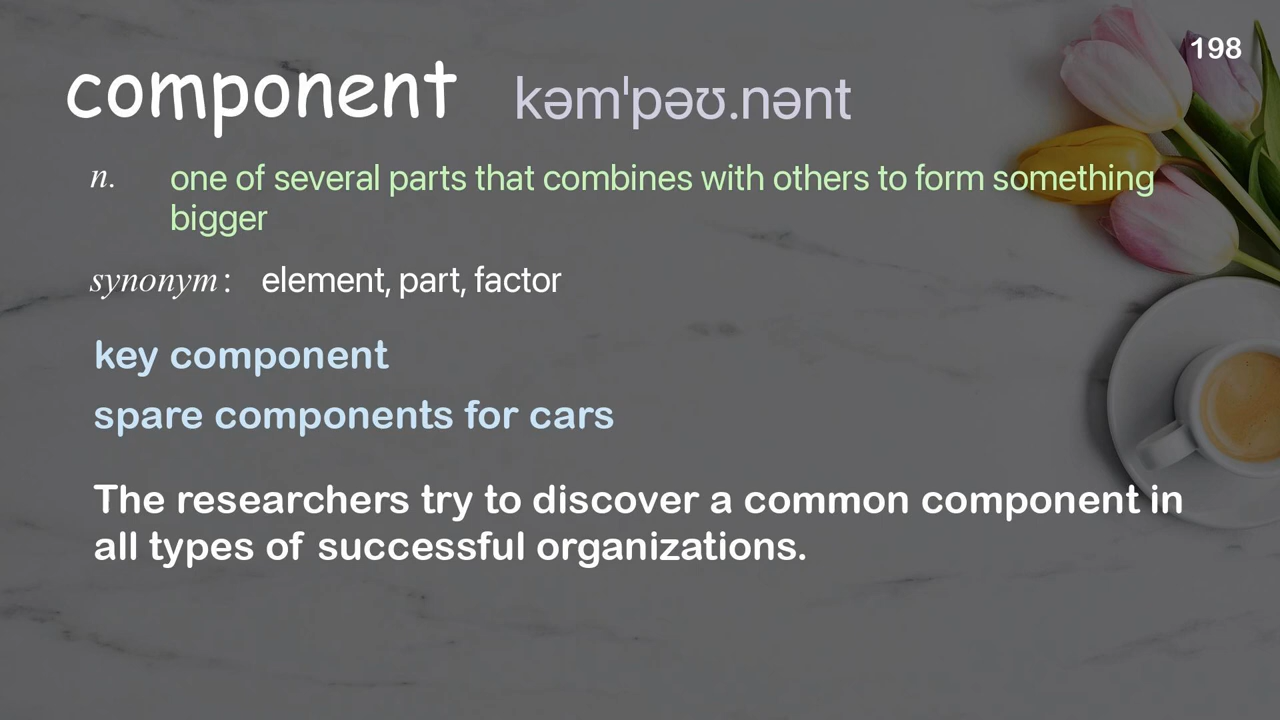 198
component kəmˈpəʊ.nənt
n. one of several parts that combines with others to form something
bigger
synonym: element, part, factor
key component
spare components for cars
The researchers try to discover a common component in
all types of successful organizations.